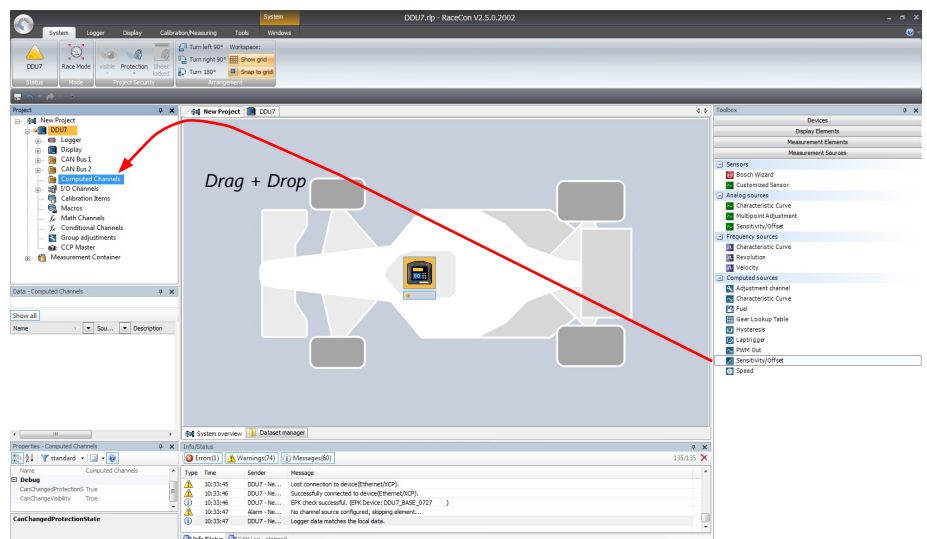 System
DDU7.rlp - RaceCon V2.5.0.2002
System Logger Display Calibration/Measuring Tools Windows
DDU7
Race Mode
visible Protection Sheet locked
Turn left 90° Workspace:
Turn right 90° Show grid
Turn 180° Snap to grid
Status Mode Project Security Arrangement
Project
New Project
DDU7
Logger
Display
CAN Bus 1
CAN Bus 2
Computed Channels
I/O Channels
Calibration Items
Macros
fx Math Channels
fx Conditional Channels
Group adjustments
CCP Master
Measurement Container
Data - Computed Channels
Show all
Name Sou... Description
Properties - Computed Channels
standard
Name Computed Channels
Debug
CanChangedProtectionS True
CanChangeVisibility True
CanChangedProtectionState
New Project DDU7
Drag + Drop
System overview Dataset manager
Info/Status
Errors(1) Warnings(74) Messages(60) 135/135
Type Time Sender Message
10:33:45 DDU7 - Ne... Lost connection to device(Ethernet/XCP).
10:33:46 DDU7 - Ne... Successfully connected to device(Ethernet/XCP).
10:33:46 DDU7 - Ne... EPK check successful. (EPK Device: DDU7_BASE_0727 )
10:33:47 Alarm - Ne... No channel source configured, skipping element...
10:33:47 DDU7 - Ne... Logger data matches the local data.
Info/Status CAN Log - stopped
Toolbox
Devices
Display Elements
Measurement Elements
Measurement Sources
Sensors
Bosch Wizard
Customized Sensor
Analog sources
Characteristic Curve
Multipoint Adjustment
Sensitivity/Offset
Frequency sources
Characteristic Curve
Revolution
Velocity
Computed sources
Adjustment channel
Characteristic Curve
Fuel
Gear Lookup Table
Hysteresis
Laptrigger
PWM Out
Sensitivity/Offset
Speed